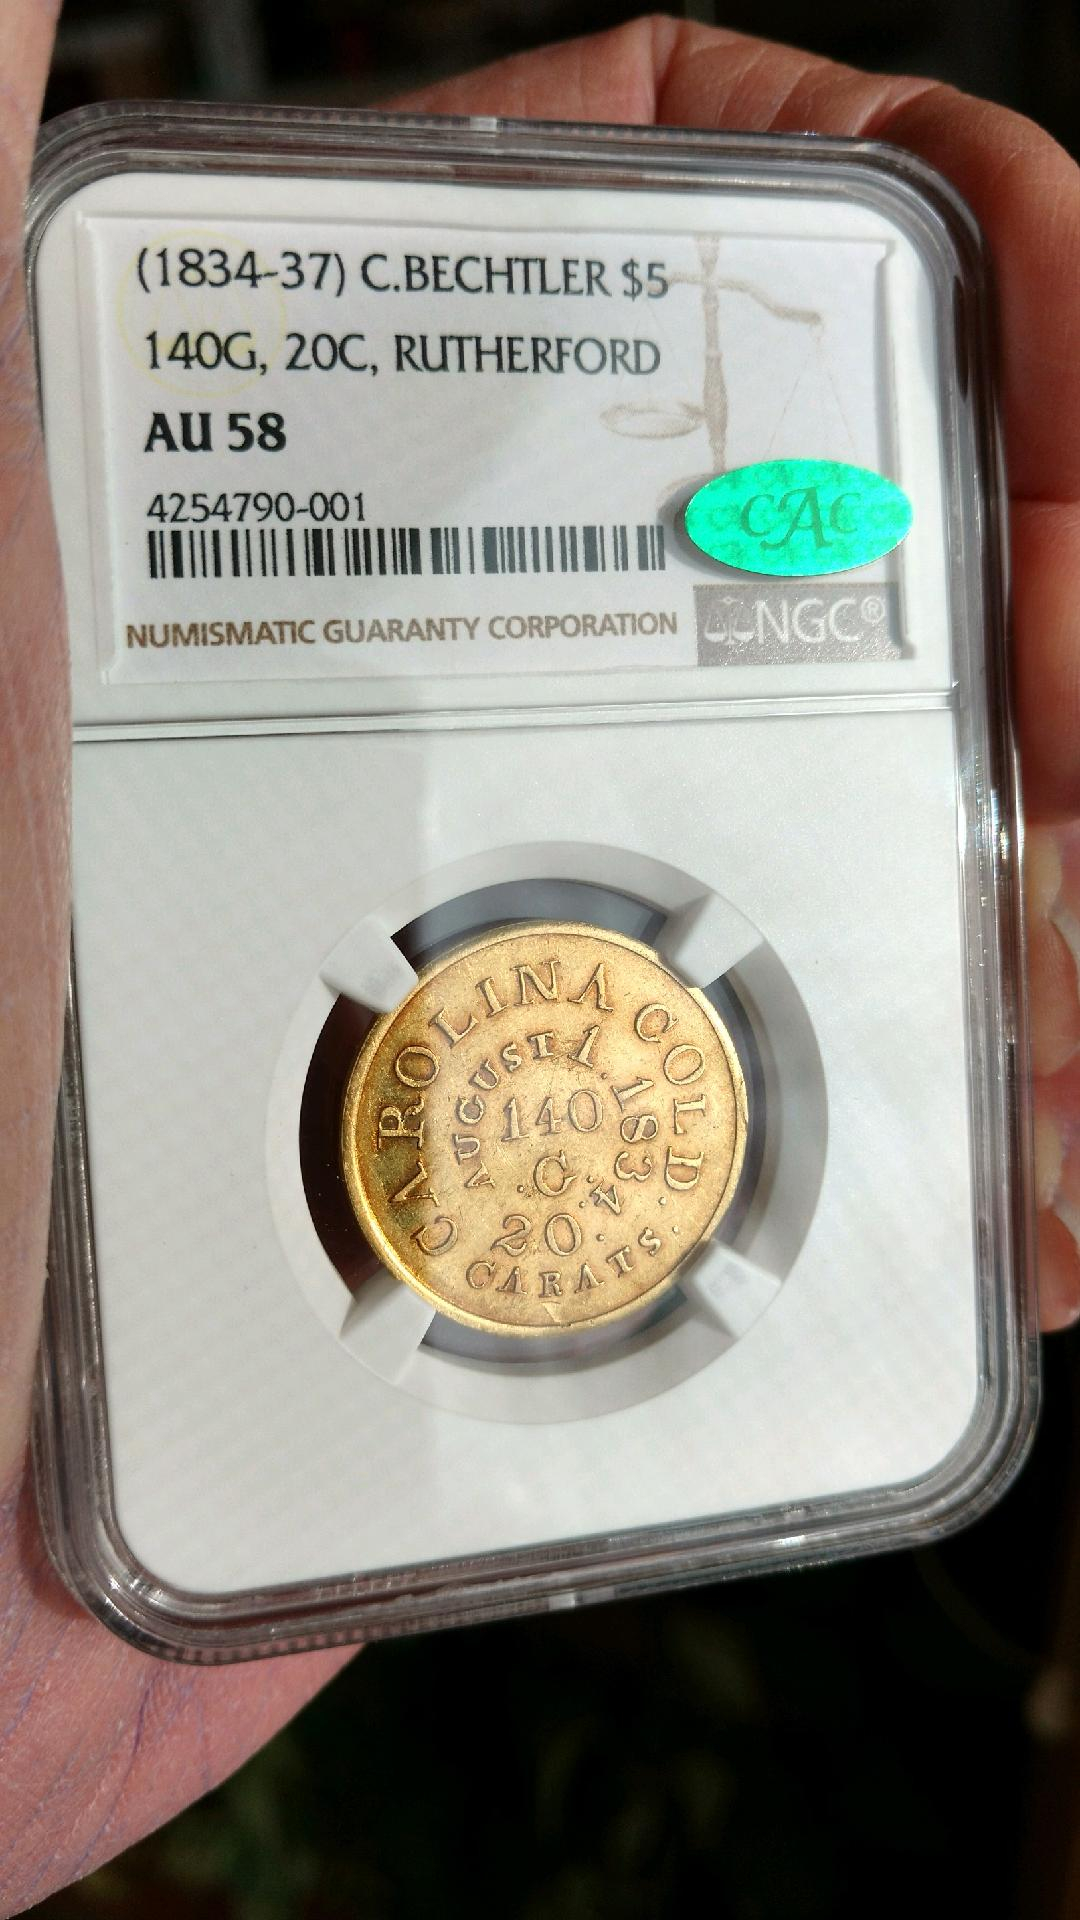 (1834-37) C.BECHTLER $5
140G, 20C, RUTHERFORD
AU 58
4254790-001
CAC
NUMISMATIC GUARANTY CORPORATION
NGC®
CAROLINA GOLD.
AUGUST 1. 1834.
140
.G.
20.
CARATS.